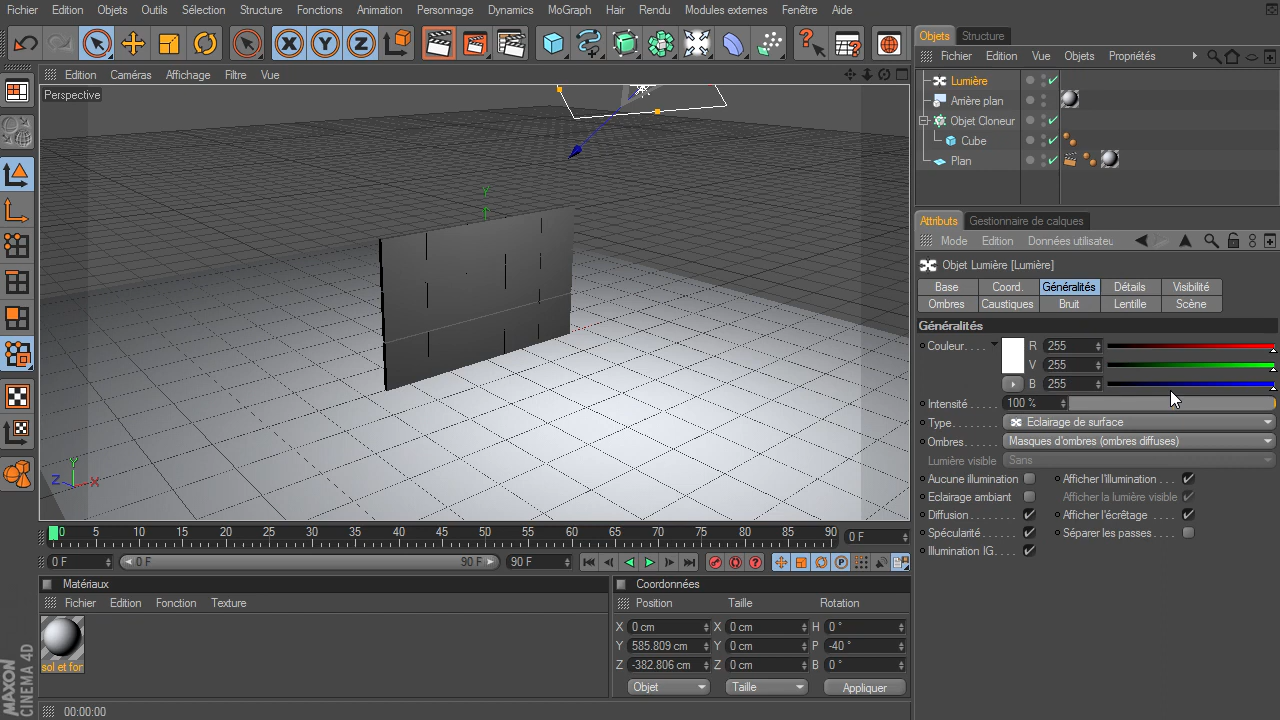 Fichier Edition Objets Outils Sélection Structure Fonctions Animation Personnage Dynamics MoGraph Hair Rendu Modules externes Fenêtre Aide
Edition Caméras Affichage Filtre Vue
Perspective
Y
Y
Z X
0 5 10 15 20 25 30 35 40 45 50 55 60 65 70 75 80 85 90 0 F
0 F 0 F 90 F 90 F
Matériaux
Fichier Edition Fonction Texture
sol et for
MAXON
CINEMA 4D
00:00:00
Coordonnées
Position Taille Rotation
X 0 cm X 0 cm H 0 °
Y 585.809 cm Y 0 cm P -40 °
Z -382.806 cm Z 0 cm B 0 °
Objet Taille Appliquer
Objets Structure
Fichier Edition Vue Objets Propriétés
Lumière
Arrière plan
Objet Cloneur
Cube
Plan
Attributs Gestionnaire de calques
Mode Edition Données utilisateu
Objet Lumière [Lumière]
Base Coord. Généralités Détails Visibilité
Ombres Caustiques Bruit Lentille Scène
Généralités
Couleur. . . . R 255
V 255
B 255
Intensité . . . . . 100 %
Type. . . . . . . . Eclairage de surface
Ombres. . . . . . Masques d'ombres (ombres diffuses)
Lumière visible Sans
Aucune illumination Afficher l'illumination . . .
Eclairage ambiant Afficher la lumière visible
Diffusion . . . . . . . . Afficher l'écrêtage . . . .
Spécularité . . . . . . Séparer les passes . . . .
Illumination IG. . . .